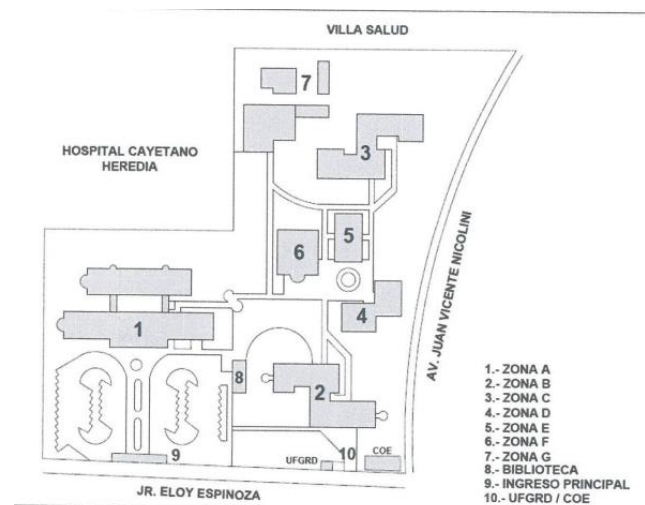 VILLA SALUD
7
HOSPITAL CAYETANO
HEREDIA
3
5
6
AV. JUAN VICENTE NICOLINI
4
1
8
2
1.- ZONA A
2.- ZONA B
3.- ZONA C
4.- ZONA D
5.- ZONA E
6.- ZONA F
7.- ZONA G
8.- BIBLIOTECA
9.- INGRESO PRINCIPAL
10.- UFGRD / COE
9
UFGRD
10
COE
JR. ELOY ESPINOZA